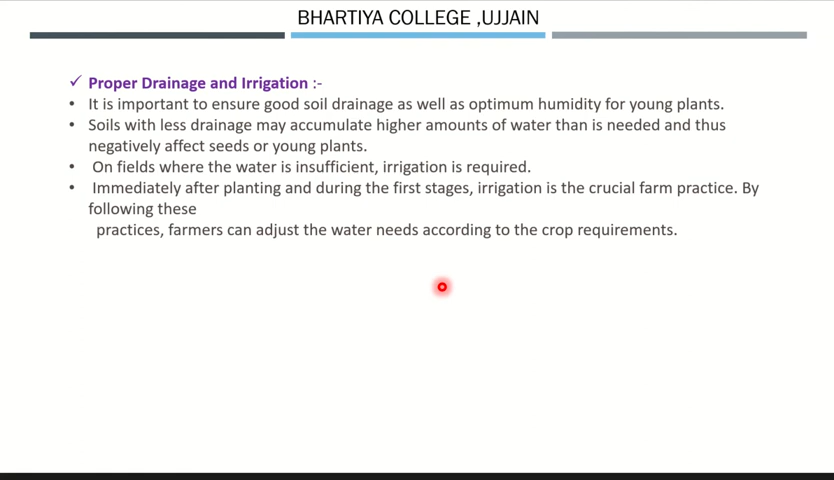 BHARTIYA COLLEGE ,UJJAIN
✓ Proper Drainage and Irrigation :-
• It is important to ensure good soil drainage as well as optimum humidity for young plants.
• Soils with less drainage may accumulate higher amounts of water than is needed and thus
negatively affect seeds or young plants.
• On fields where the water is insufficient, irrigation is required.
• Immediately after planting and during the first stages, irrigation is the crucial farm practice. By
following these
practices, farmers can adjust the water needs according to the crop requirements.